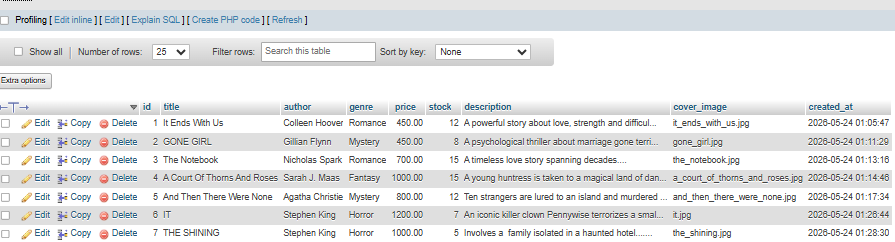 Profiling [ Edit inline ] [ Edit ] [ Explain SQL ] [ Create PHP code ] [ Refresh ]
Show all | Number of rows: 25 Filter rows: Search this table Sort by key: None
Extra options
id title author genre price stock description cover_image created_at
Edit Copy Delete 1 It Ends With Us Colleen Hoover Romance 450.00 12 A powerful story about love, strength and difficul... it_ends_with_us.jpg 2026-05-24 01:05:47
Edit Copy Delete 2 GONE GIRL Gillian Flynn Mystery 450.00 8 A psychological thriller about marriage gone terri... gone_girl.jpg 2026-05-24 01:11:29
Edit Copy Delete 3 The Notebook Nicholas Spark Romance 700.00 15 A timeless love story spanning decades.... the_notebook.jpg 2026-05-24 01:13:16
Edit Copy Delete 4 A Court Of Thorns And Roses Sarah J. Maas Fantasy 1000.00 15 A young huntress is taken to a magical land of dan... a_court_of_thorns_and_roses.jpg 2026-05-24 01:14:46
Edit Copy Delete 5 And Then There Were None Agatha Christie Mystery 800.00 12 Ten strangers are lured to an island and murdered ... and_then_there_were_none.jpg 2026-05-24 01:17:34
Edit Copy Delete 6 IT Stephen King Horror 1200.00 7 An iconic killer clown Pennywise terrorizes a smal... it.jpg 2026-05-24 01:26:44
Edit Copy Delete 7 THE SHINING Stephen King Horror 1000.00 5 Involves a family isolated in a haunted hotel....... the_shining.jpg 2026-05-24 01:28:30